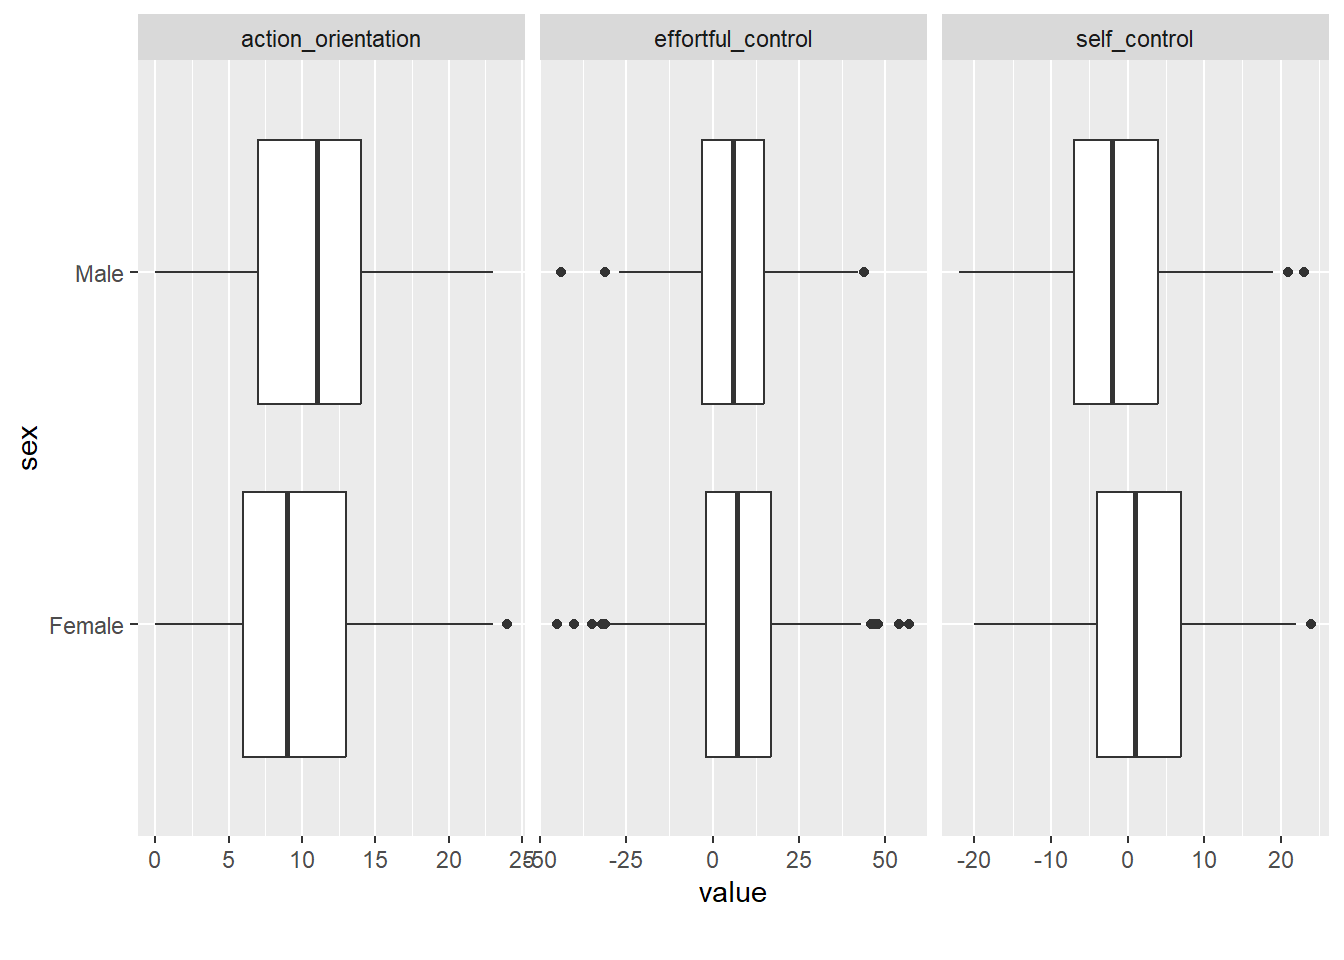 action_orientation effortful_control self_control
Male
sex
Female
0 5 10 15 20 25 -50 -25 0 25 50 -20 -10 0 10 20
value